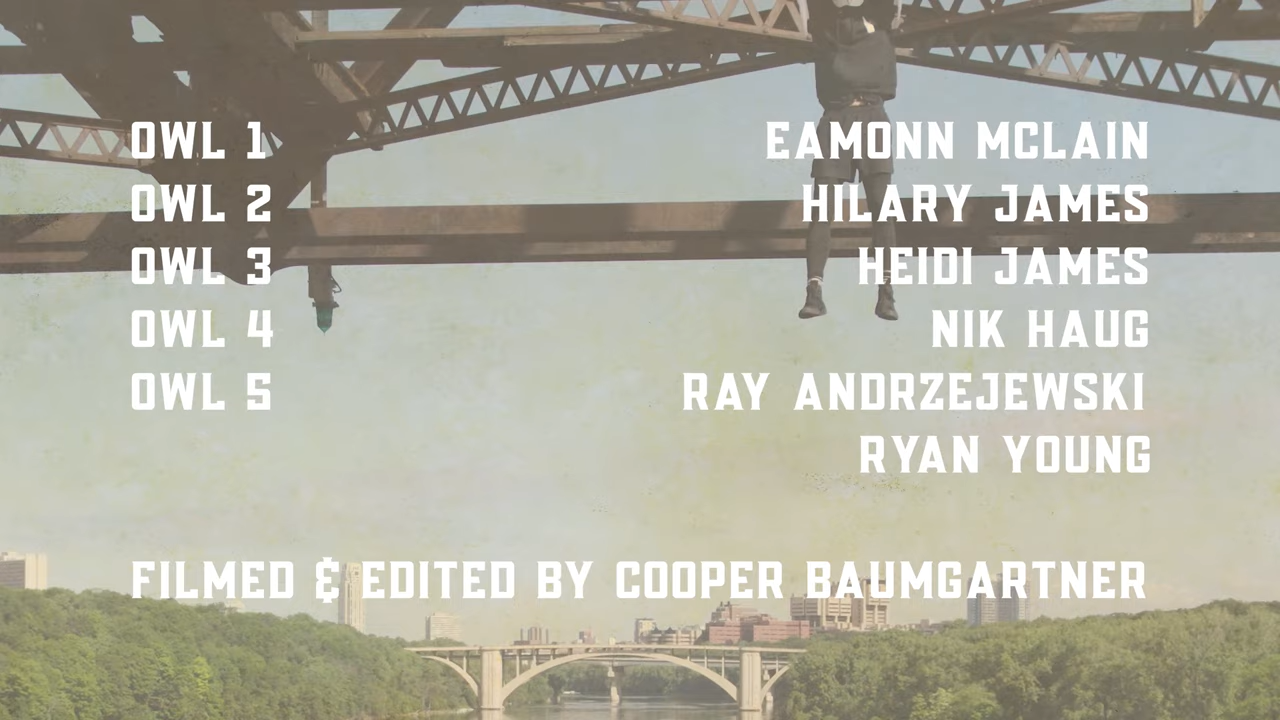 OWL 1 EAMONN MCLAIN
OWL 2 HILARY JAMES
OWL 3 HEIDI JAMES
OWL 4 NIK HAUG
OWL 5 RAY ANDRZEJEWSKI
RYAN YOUNG
FILMED & EDITED BY COOPER BAUMGARTNER